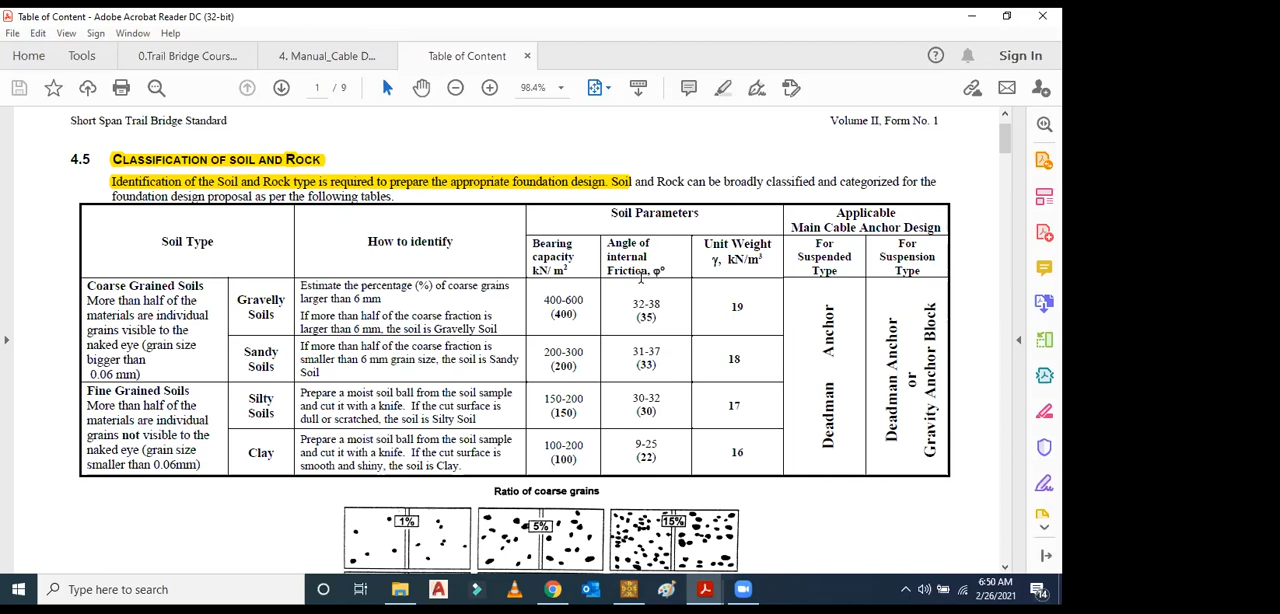 Table of Content - Adobe Acrobat Reader DC (32-bit)
File Edit View Sign Window Help
Home Tools 0.Trail Bridge Cours... 4. Manual_Cable D... Table of Content × Sign In
1 / 9 98.4%
Short Span Trail Bridge Standard Volume II, Form No. 1
4.5 CLASSIFICATION OF SOIL AND ROCK
Identification of the Soil and Rock type is required to prepare the appropriate foundation design. Soil and Rock can be broadly classified and categorized for the
foundation design proposal as per the following tables.
Soil Type
How to identify
Soil Parameters
Applicable
Main Cable Anchor Design
Bearing
capacity
kN/ m²
Angle of
internal
Friction, φ°
Unit Weight
γ, kN/m³
For
Suspended
Type
For
Suspension
Type
Coarse Grained Soils
More than half of the
materials are individual
grains visible to the
naked eye (grain size
bigger than
0.06 mm)
Gravelly
Soils
Estimate the percentage (%) of coarse grains
larger than 6 mm
If more than half of the coarse fraction is
larger than 6 mm, the soil is Gravelly Soil
400-600
(400)
32-38
(35)
19
Sandy
Soils
If more than half of the coarse fraction is
smaller than 6 mm grain size, the soil is Sandy
Soil
200-300
(200)
31-37
(33)
18
Fine Grained Soils
More than half of the
materials are individual
grains not visible to the
naked eye (grain size
smaller than 0.06mm)
Silty
Soils
Prepare a moist soil ball from the soil sample
and cut it with a knife. If the cut surface is
dull or scratched, the soil is Silty Soil
150-200
(150)
30-32
(30)
17
Clay
Prepare a moist soil ball from the soil sample
and cut it with a knife. If the cut surface is
smooth and shiny, the soil is Clay.
100-200
(100)
9-25
(22)
16
Deadman Anchor
Deadman Anchor
or
Gravity Anchor Block
Ratio of coarse grains
1% 5% 15%
Type here to search
6:50 AM
2/26/2021
14